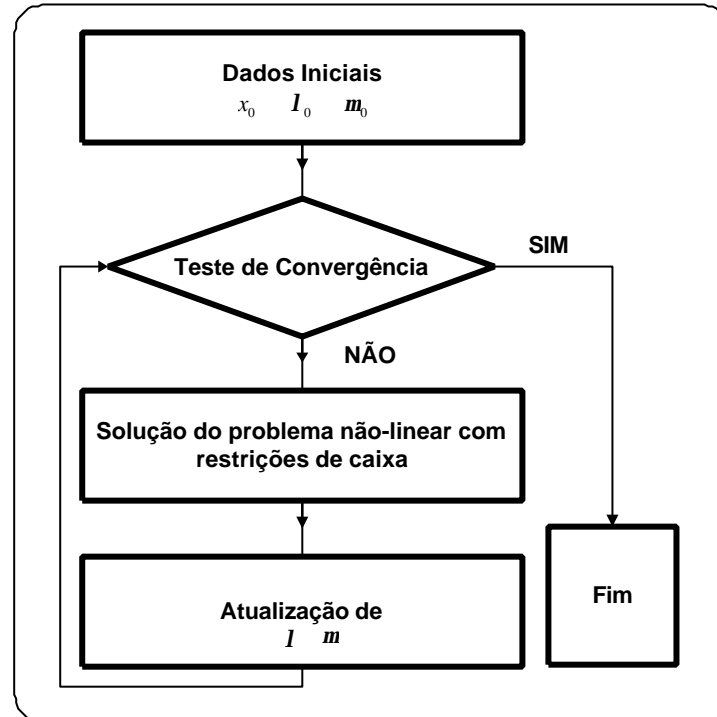 Dados Iniciais
x₀ l₀ m₀
Teste de Convergência
SIM
NÃO
Solução do problema não-linear com
restrições de caixa
Atualização de
l m
Fim